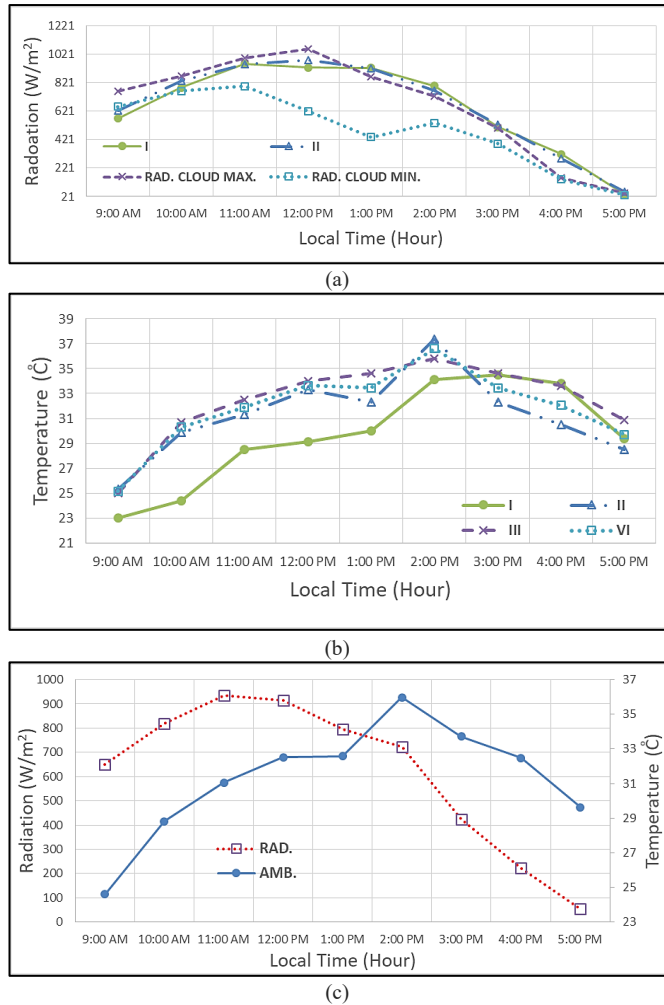 1221
1021
821
621
421
221
21
Radoation (W/m²)
I
II
RAD. CLOUD MAX.
RAD. CLOUD MIN.
9:00 AM 10:00 AM 11:00 AM 12:00 PM 1:00 PM 2:00 PM 3:00 PM 4:00 PM 5:00 PM
Local Time (Hour)
(a)
39
37
35
33
31
29
27
25
23
21
Temperature (C̊)
I
II
III
VI
9:00 AM 10:00 AM 11:00 AM 12:00 PM 1:00 PM 2:00 PM 3:00 PM 4:00 PM 5:00 PM
Local Time (Hour)
(b)
1000
900
800
700
600
500
400
300
200
100
0
Radiation (W/m²)
RAD.
AMB.
37
35
33
31
29
27
25
23
Temperature (C̊)
9:00 AM 10:00 AM 11:00 AM 12:00 PM 1:00 PM 2:00 PM 3:00 PM 4:00 PM 5:00 PM
Local Time (Hour)
(c)